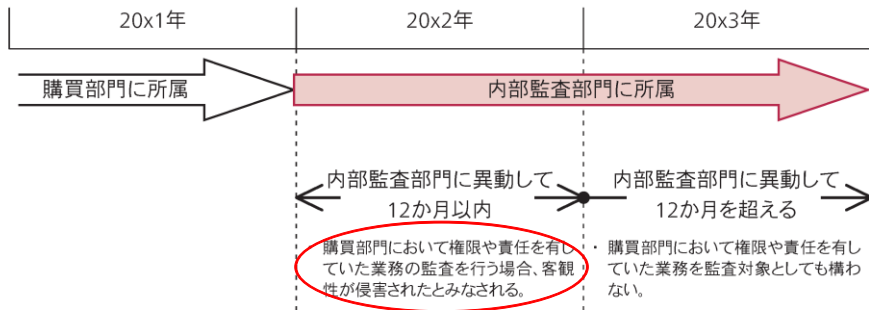 20x1年
20x2年
20x3年
購買部門に所属
内部監査部門に所属
内部監査部門に異動して
12か月以内
内部監査部門に異動して
12か月を超える
購買部門において権限や責任を有し
ていた業務の監査を行う場合、客観
性が侵害されたとみなされる。
・ 購買部門において権限や責任を有し
ていた業務を監査対象としても構わ
ない。